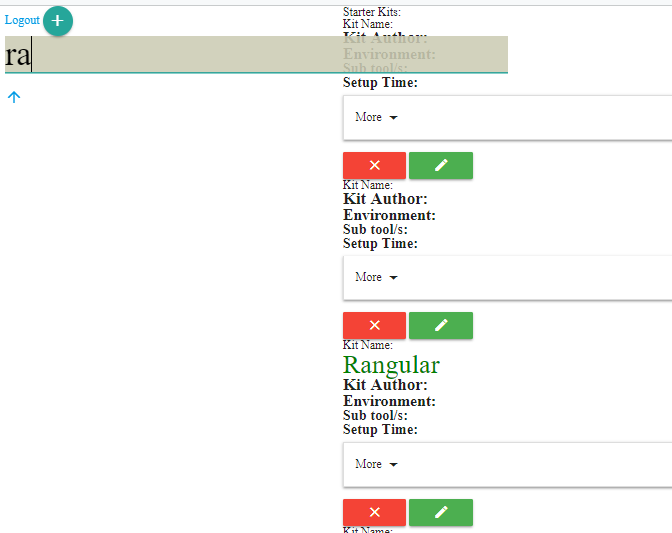 Logout
ra
Starter Kits:
Kit Name:
Kit Author:
Environment:
Sub tool/s:
Setup Time:
More
Kit Name:
Kit Author:
Environment:
Sub tool/s:
Setup Time:
More
Kit Name:
Rangular
Kit Author:
Environment:
Sub tool/s:
Setup Time:
More
Kit Name: